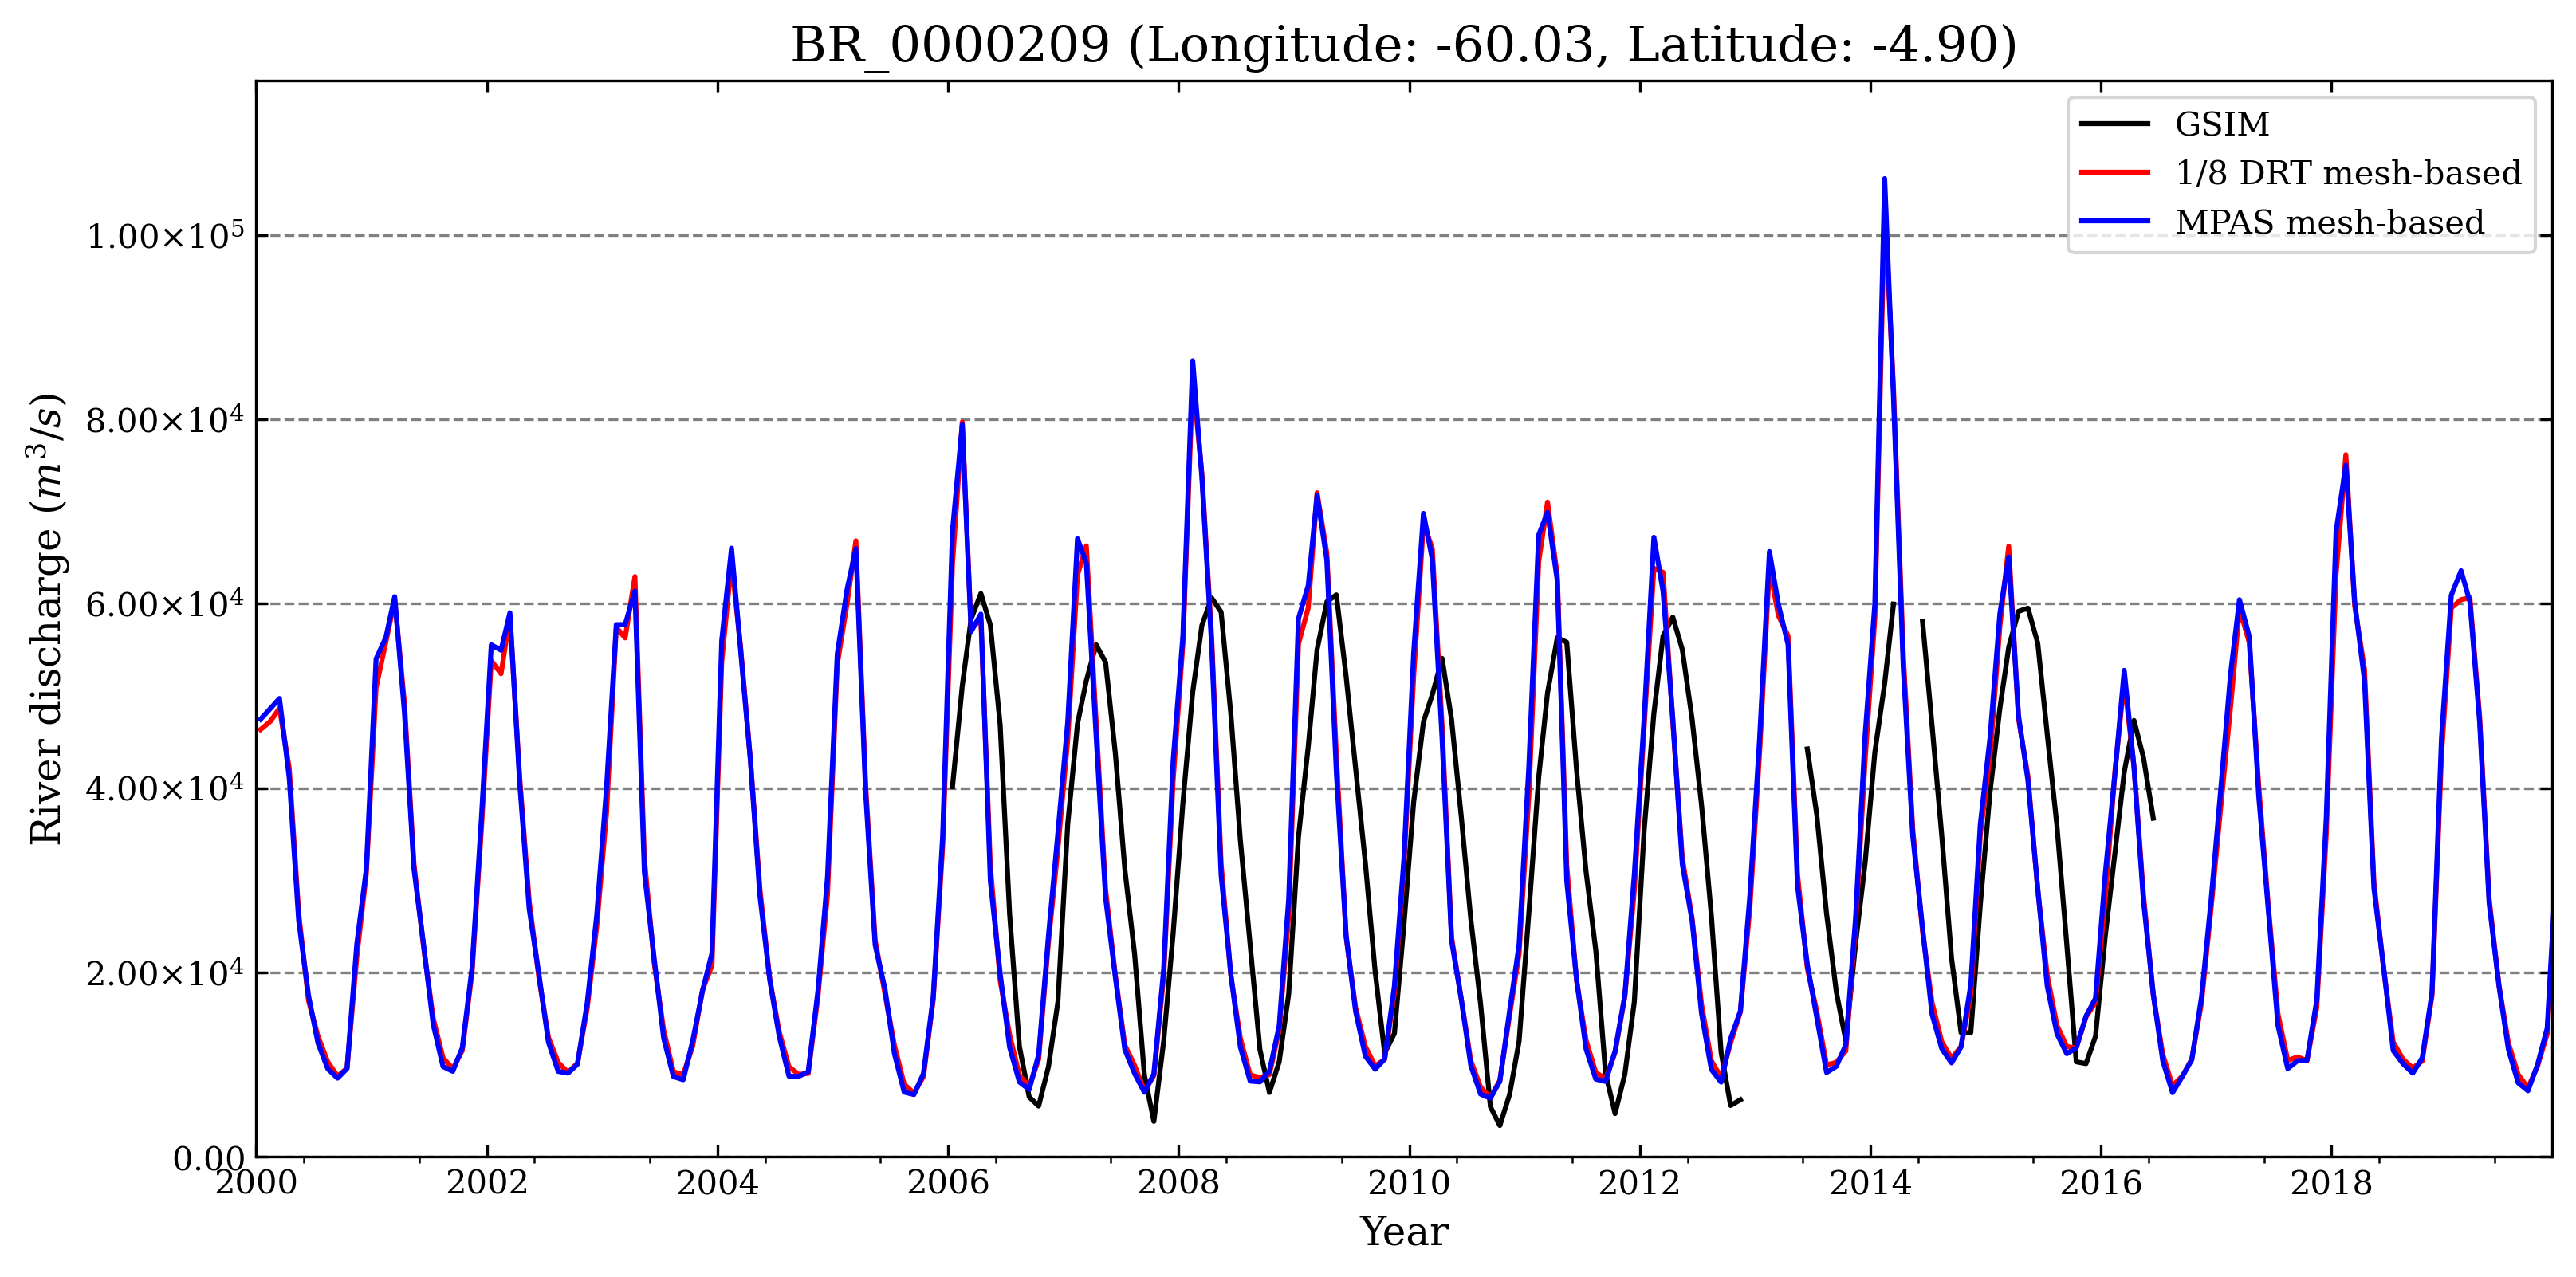 BR_0000209 (Longitude: -60.03, Latitude: -4.90)
GSIM
1/8 DRT mesh-based
MPAS mesh-based
River discharge (m³/s)
1.00×10⁵
8.00×10⁴
6.00×10⁴
4.00×10⁴
2.00×10⁴
0.00
2000 2002 2004 2006 2008 2010 2012 2014 2016 2018
Year